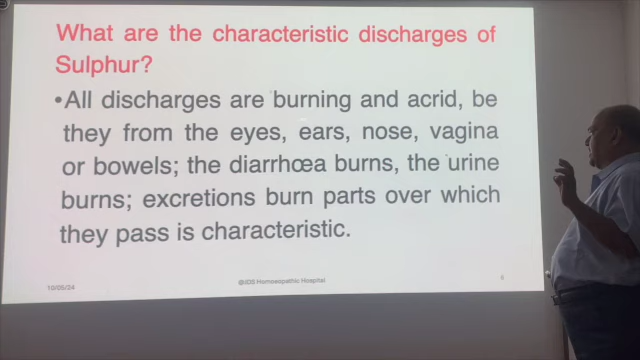 What are the characteristic discharges of
Sulphur?
•All discharges are burning and acrid, be
they from the eyes, ears, nose, vagina
or bowels; the diarrhœa burns, the urine
burns; excretions burn parts over which
they pass is characteristic.
10/05/24
@JDS Homoeopathic Hospital
6